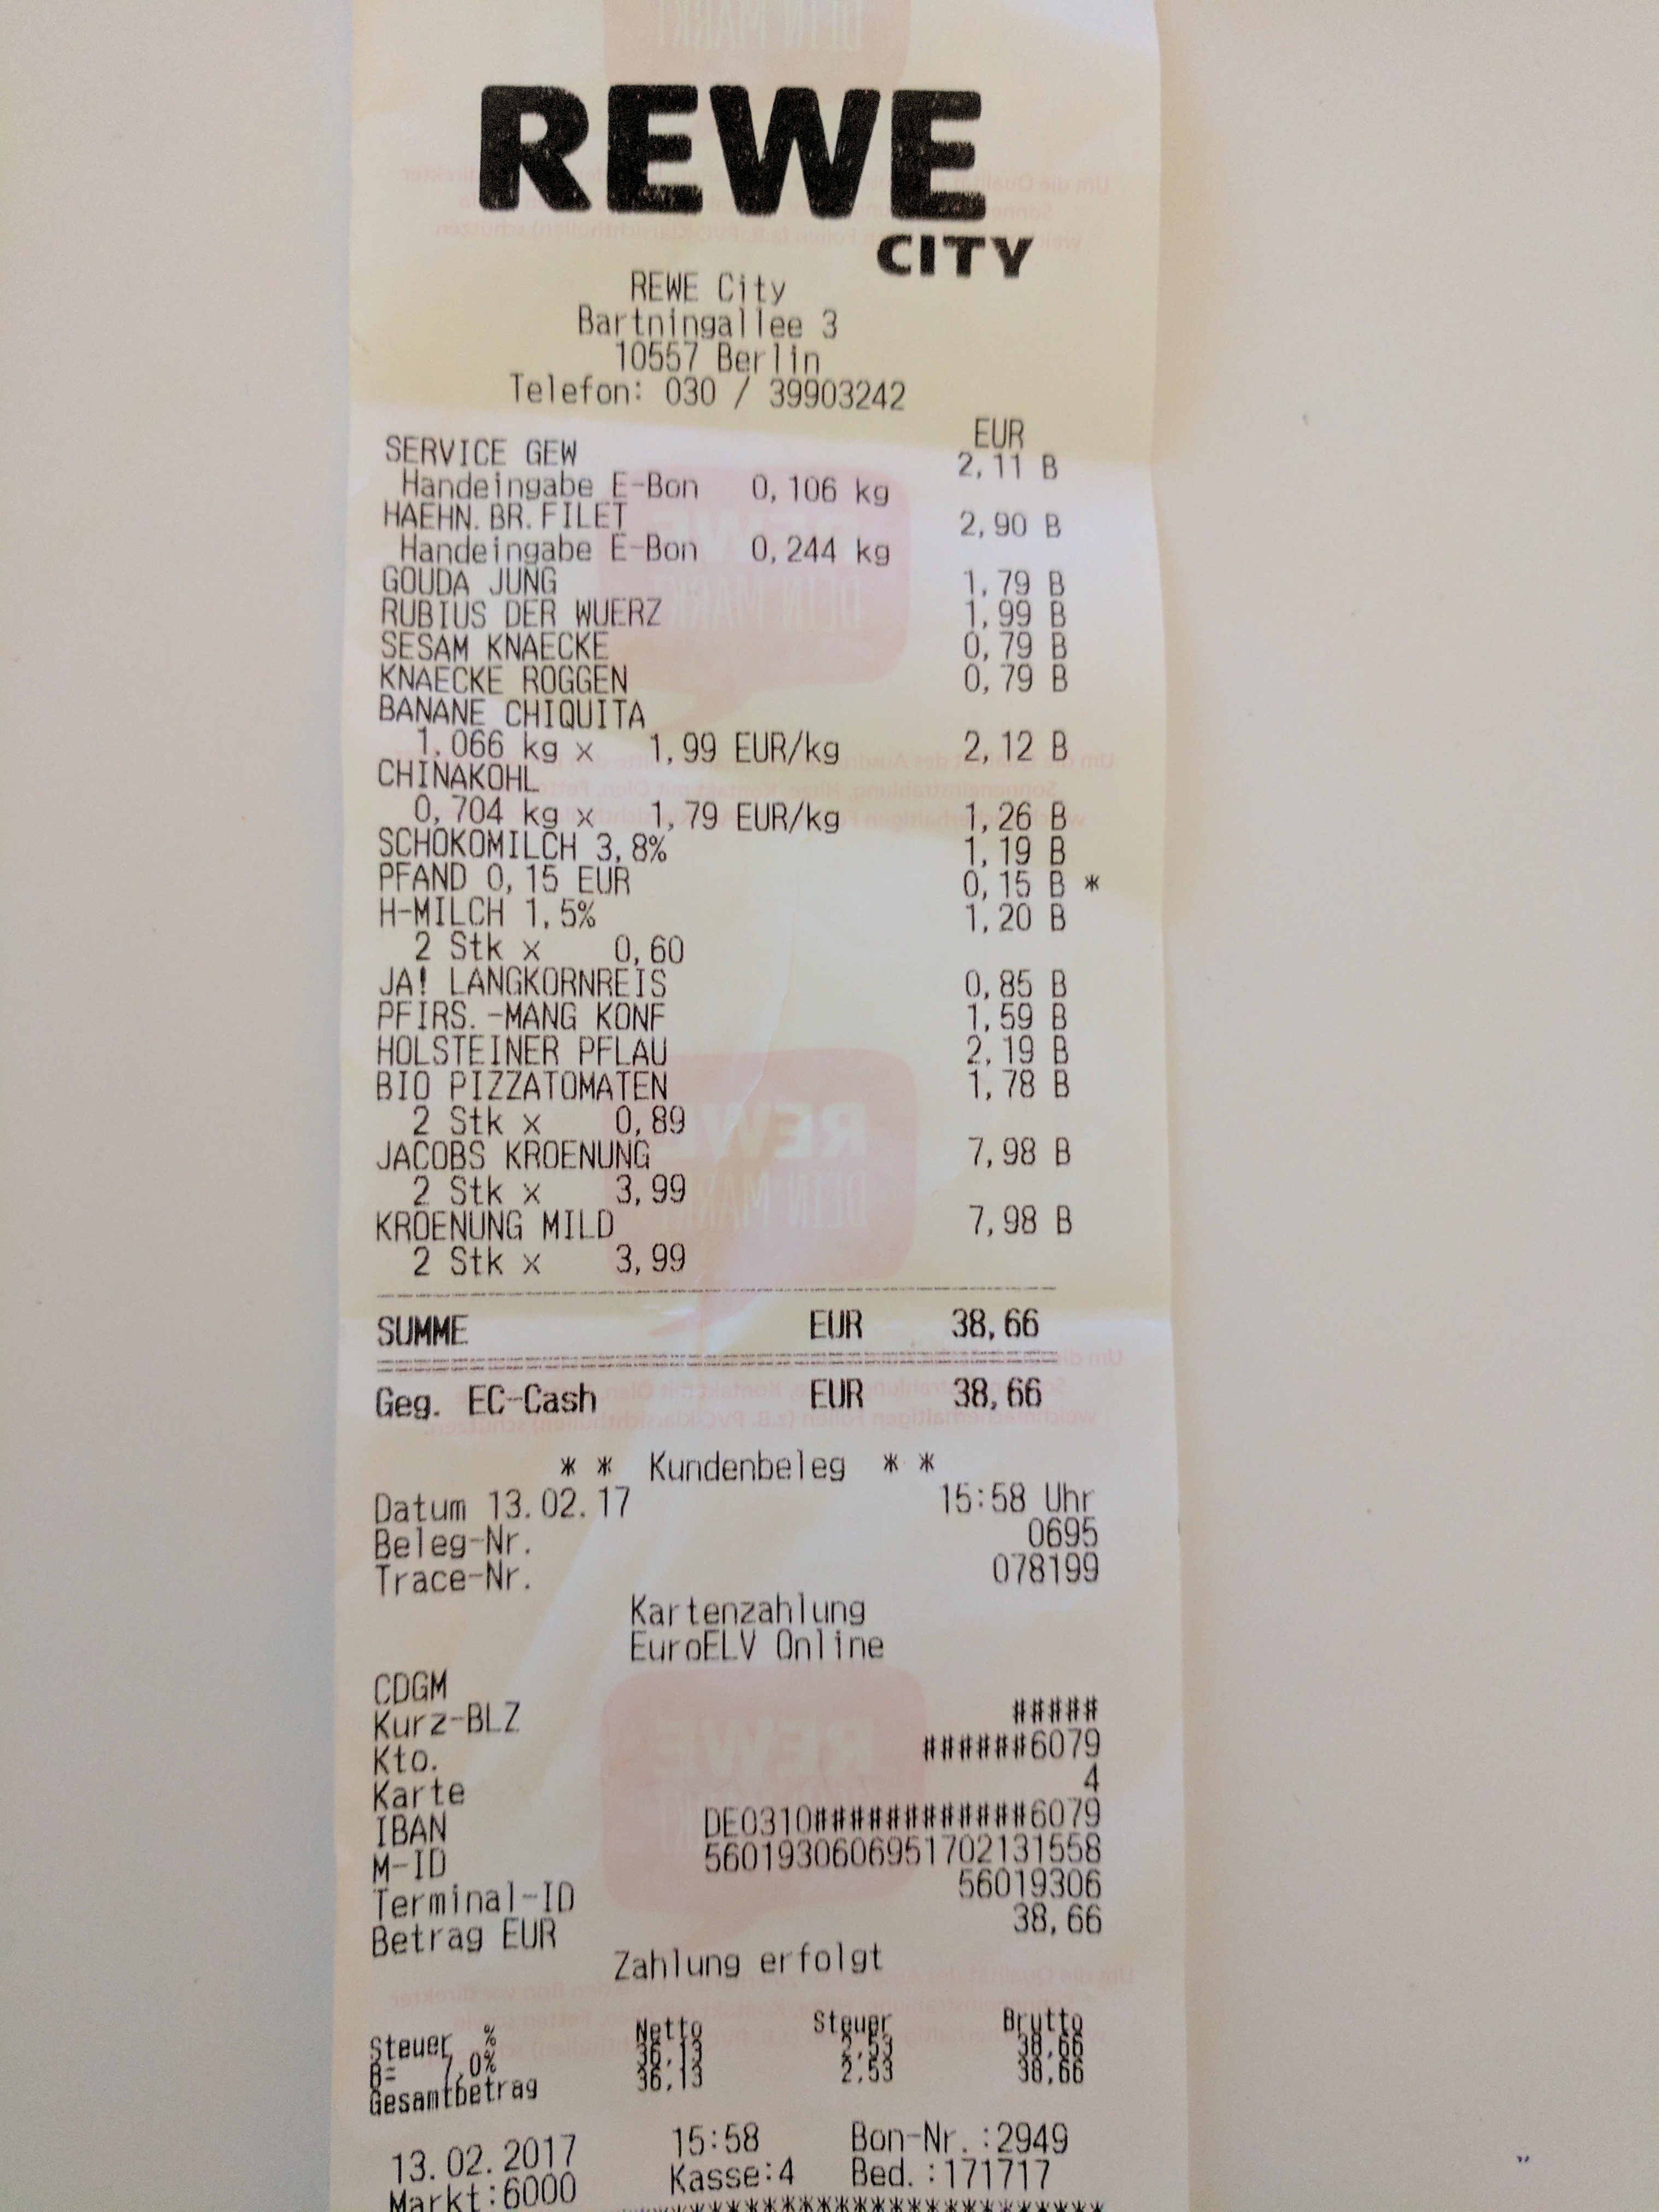 REWE
CITY
REWE City
Bartningallee 3
10557 Berlin
Telefon: 030 / 39903242
EUR
SERVICE GEW 2,11 B
Handeingabe E-Bon 0,106 kg
HAEHN.BR.FILET 2,90 B
Handeingabe E-Bon 0,244 kg
GOUDA JUNG 1,79 B
RUBIUS DER WUERZ 1,99 B
SESAM KNAECKE 0,79 B
KNAECKE ROGGEN 0,79 B
BANANE CHIQUITA
1.066 kg x 1,99 EUR/kg 2,12 B
CHINAKOHL
0,704 kg x 1,79 EUR/kg 1,26 B
SCHOKOMILCH 3,8% 1,19 B
PFAND 0,15 EUR 0,15 B *
H-MILCH 1,5% 1,20 B
2 Stk x 0,60
JA! LANGKORNREIS 0,85 B
PFIRS.-MANG KONF 1,59 B
HOLSTEINER PFLAU 2,19 B
BIO PIZZATOMATEN 1,78 B
2 Stk x 0,89
JACOBS KROENUNG 7,98 B
2 Stk x 3,99
KROENUNG MILD 7,98 B
2 Stk x 3,99
SUMME EUR 38,66
Geg. EC-Cash EUR 38,66
* * Kundenbeleg * *
Datum 13.02.17 15:58 Uhr
Beleg-Nr. 0695
Trace-Nr. 078199
Kartenzahlung
EuroELV Online
CDGM
Kurz-BLZ #####
Kto. ######6079
Karte 4
IBAN DE0310############6079
M-ID 5601930606951702131558
Terminal-ID 56019306
Betrag EUR 38,66
Zahlung erfolgt
Steuer % Netto Steuer Brutto
B= 7,0% 36,13 2,53 38,66
Gesamtbetrag 36,13 2,53 38,66
13.02.2017 15:58 Bon-Nr.:2949
Markt:6000 Kasse:4 Bed.:171717